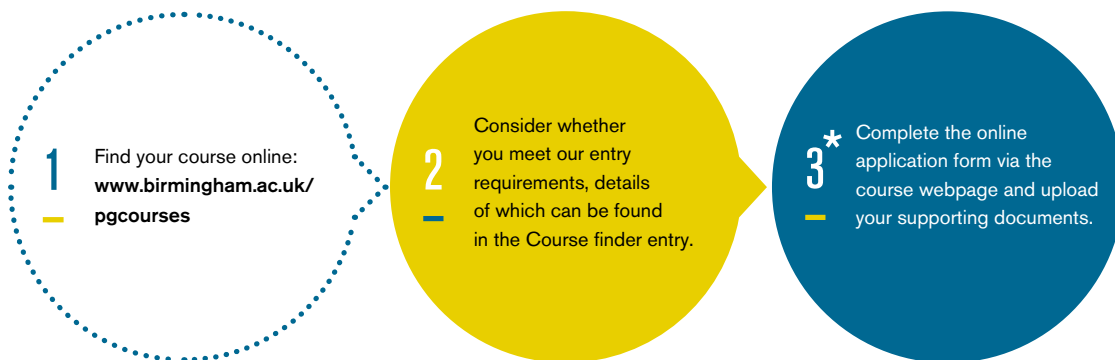 1
Find your course online:
www.birmingham.ac.uk/
pgcourses
2
Consider whether
you meet our entry
requirements, details
of which can be found
in the Course finder entry.
3*
Complete the online
application form via the
course webpage and upload
your supporting documents.